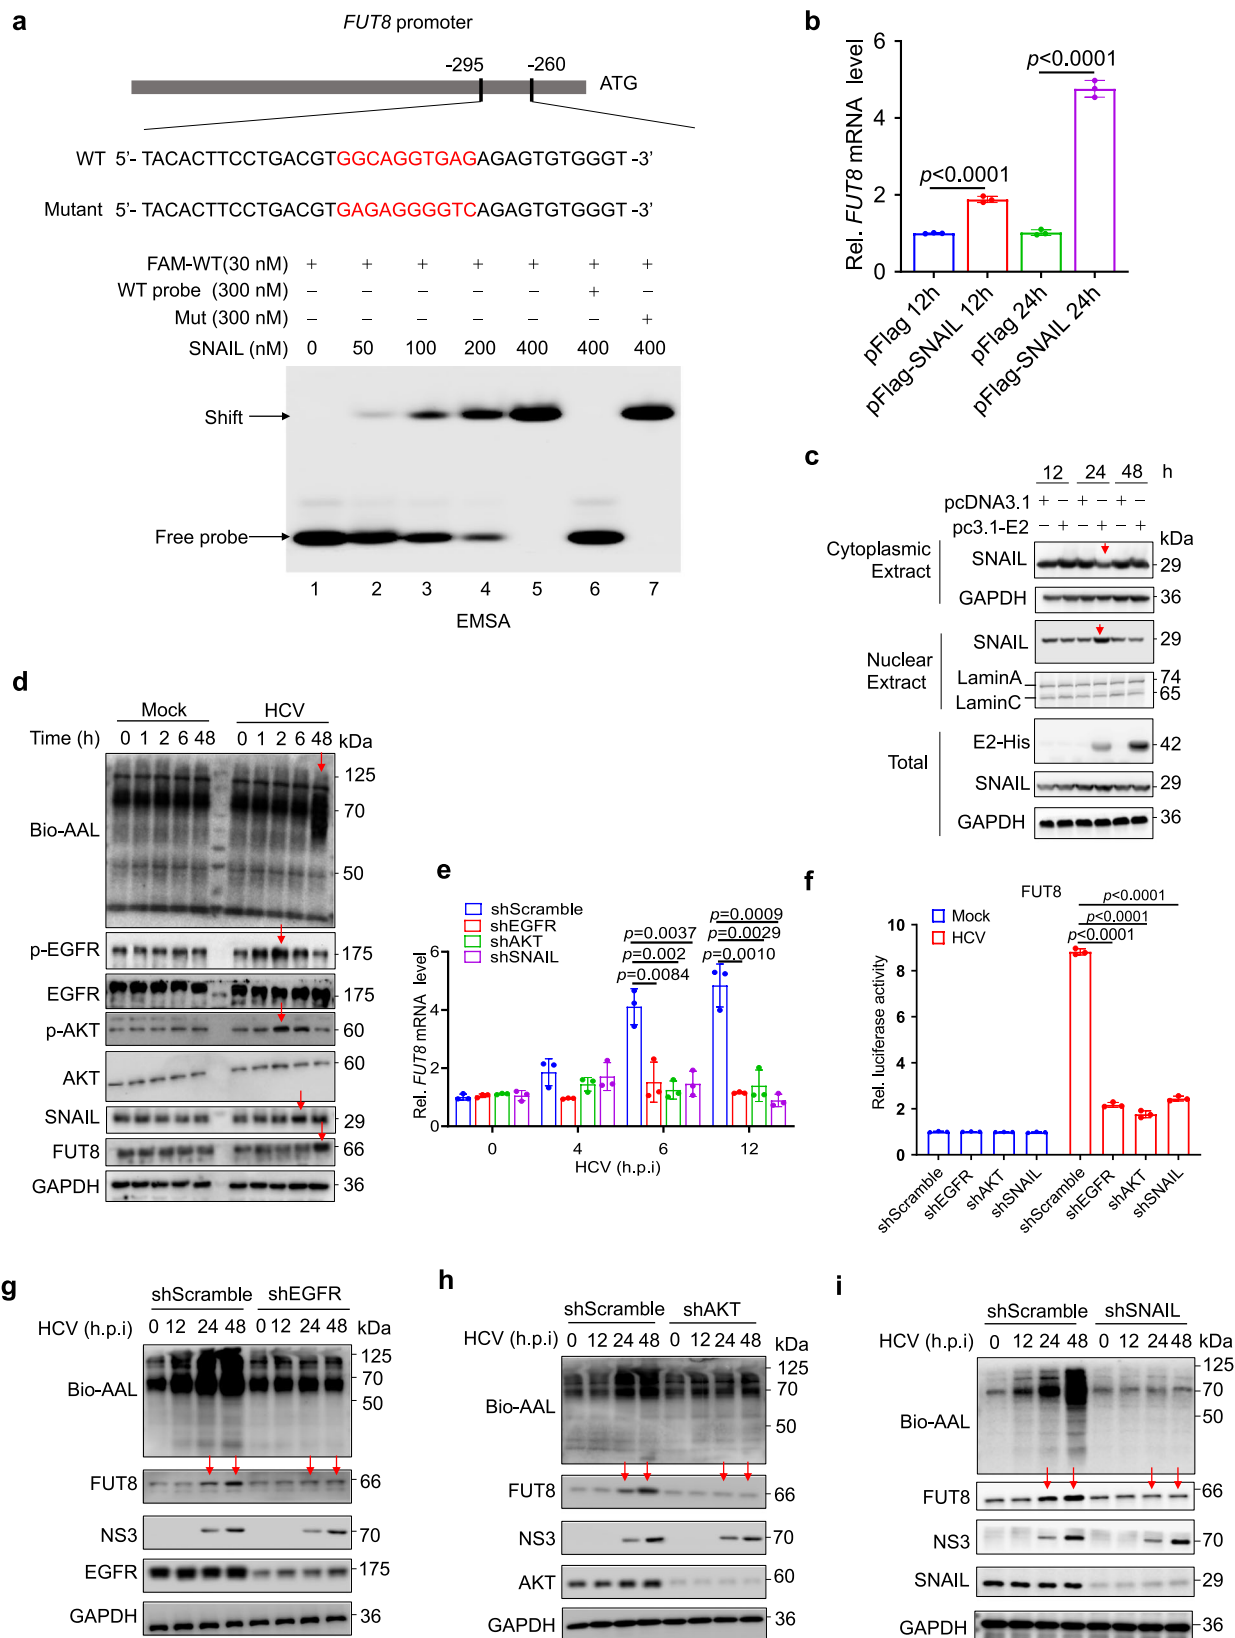 a
FUT8 promoter
-295 -260
ATG
WT 5'- TACACTTCCTGACGTGGCAGGTGAGAGAGTGTGGGT -3'
Mutant 5'- TACACTTCCTGACGTGAGAGGGGTCAGAGTGTGGGT -3'
FAM-WT(30 nM) + + + + + + +
WT probe (300 nM) − − − − − + −
Mut (300 nM) − − − − − − +
SNAIL (nM) 0 50 100 200 400 400 400
Shift
Free probe
1 2 3 4 5 6 7
EMSA
b
Rel. FUT8 mRNA level
6
4
2
0
p<0.0001
p<0.0001
pFlag 12h
pFlag-SNAIL 12h
pFlag 24h
pFlag-SNAIL 24h
c
12 24 48 h
pcDNA3.1 + − + − + −
pc3.1-E2 − + − + − +
kDa
Cytoplasmic Extract
SNAIL 29
GAPDH 36
Nuclear Extract
SNAIL 29
LaminA 74
LaminC 65
Total
E2-His 42
SNAIL 29
GAPDH 36
d
Mock HCV
Time (h) 0 1 2 6 48 0 1 2 6 48 kDa
Bio-AAL 125
70
50
p-EGFR 175
EGFR 175
p-AKT 60
AKT 60
SNAIL 29
FUT8 66
GAPDH 36
e
shScramble
shEGFR
shAKT
shSNAIL
Rel. FUT8 mRNA level
6
4
2
0
p=0.0037
p=0.002
p=0.0084
p=0.0009
p=0.0029
p=0.0010
0 4 6 12
HCV (h.p.i)
f
FUT8
Mock
HCV
Rel. luciferase activity
10
8
6
4
2
0
p<0.0001
p<0.0001
p<0.0001
shScramble
shEGFR
shAKT
shSNAIL
shScramble
shEGFR
shAKT
shSNAIL
g
shScramble shEGFR
HCV (h.p.i) 0 12 24 48 0 12 24 48 kDa
Bio-AAL 125
70
50
FUT8 66
NS3 70
EGFR 175
GAPDH 36
h
shScramble shAKT
HCV (h.p.i) 0 12 24 48 0 12 24 48 kDa
Bio-AAL 125
70
50
FUT8 66
NS3 70
AKT 60
GAPDH 36
i
shScramble shSNAIL
HCV (h.p.i) 0 12 24 48 0 12 24 48 kDa
Bio-AAL 125
70
50
FUT8 66
NS3 70
SNAIL 29
GAPDH 36